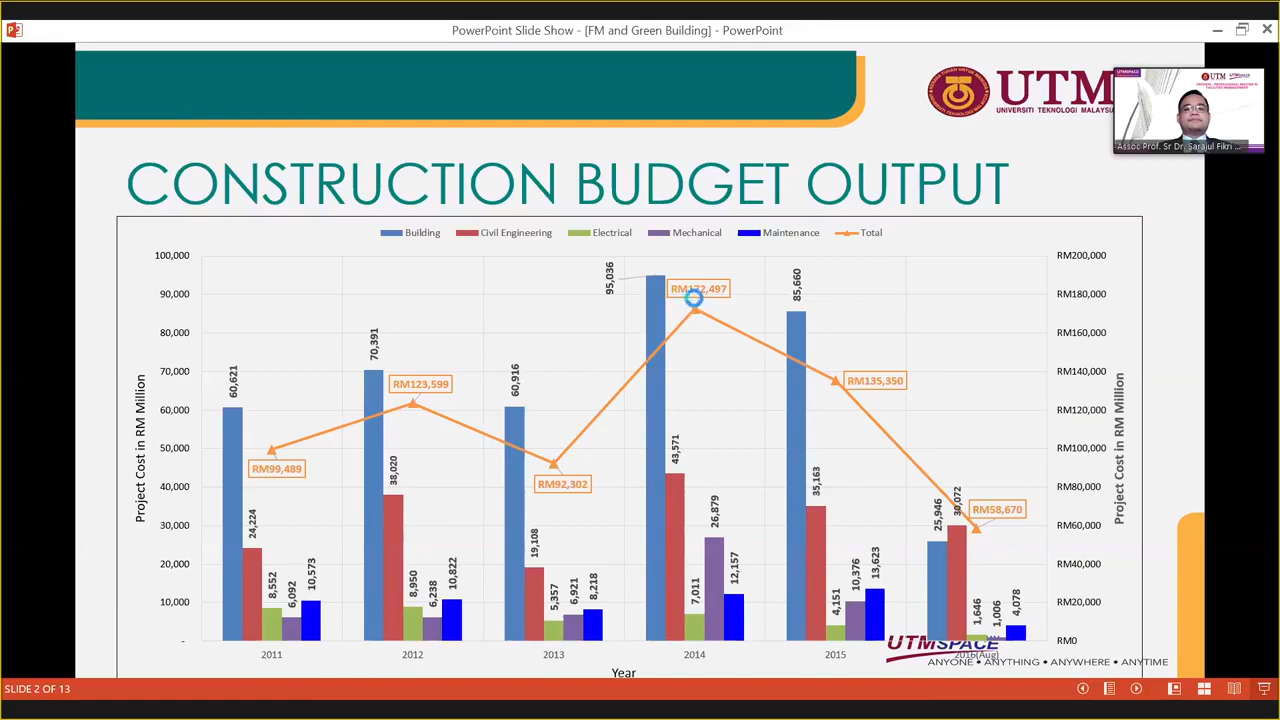 PowerPoint Slide Show - [FM and Green Building] - PowerPoint
UTM
UNIVERSITI TEKNOLOGI MALAYSIA
UTMSPACE
UTM UTMSPACE
Assoc Prof. Sr Dr. Sarajul Fikri ...
CONSTRUCTION BUDGET OUTPUT
Building Civil Engineering Electrical Mechanical Maintenance Total
Project Cost in RM Million
100,000
90,000
80,000
70,000
60,000
50,000
40,000
30,000
20,000
10,000
-
60,621
24,224
8,552
6,092
10,573
RM99,489
70,391
38,020
8,950
6,238
10,822
RM123,599
60,916
19,108
5,357
6,921
8,218
RM92,302
95,036
43,571
7,011
26,879
12,157
RM172,497
85,660
35,163
4,151
10,376
13,623
RM135,350
25,946
30,072
1,646
1,006
4,078
RM58,670
RM200,000
RM180,000
RM160,000
RM140,000
RM120,000
RM100,000
RM80,000
RM60,000
RM40,000
RM20,000
RM0
Project Cost in RM Million
2011 2012 2013 2014 2015 2016(Aug)
Year
UTMSPACE
ANYONE • ANYTHING • ANYWHERE • ANYTIME
SLIDE 2 OF 13